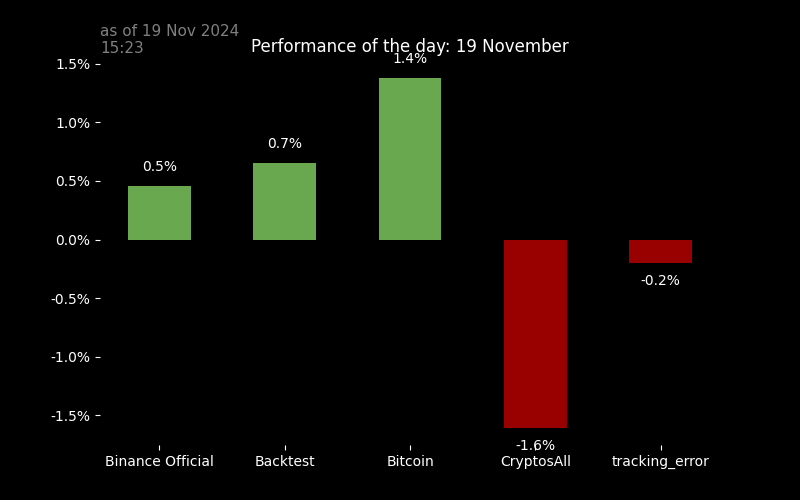 as of 19 Nov 2024
15:23
Performance of the day: 19 November
1.5%
1.0%
0.5%
0.0%
-0.5%
-1.0%
-1.5%
0.5%
0.7%
1.4%
-1.6%
-0.2%
Binance Official
Backtest
Bitcoin
CryptosAll
tracking_error